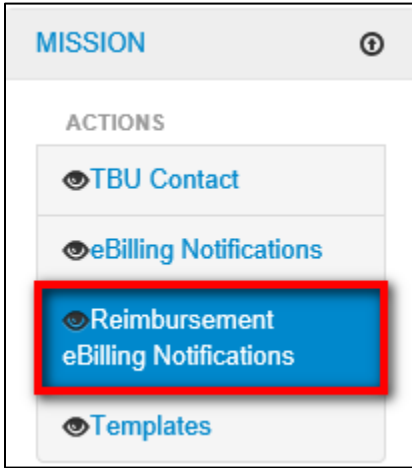 MISSION
ACTIONS
TBU Contact
eBilling Notifications
Reimbursement
eBilling Notifications
Templates